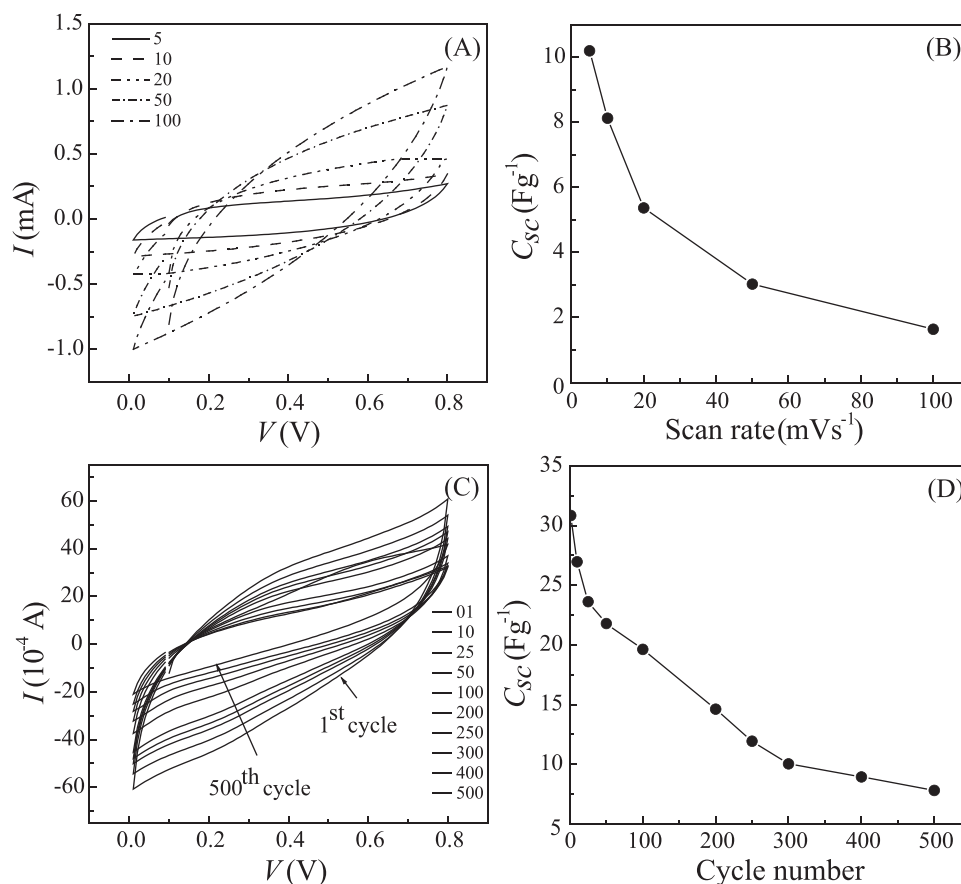 (A)
1.5
1.0
0.5
0.0
-0.5
-1.0
I (mA)
5
10
20
50
100
0.0 0.2 0.4 0.6 0.8
V (V)
(B)
10
8
6
4
2
0
C_sc (Fg^-1)
0 20 40 60 80 100
Scan rate (mVs^-1)
(C)
60
40
20
0
-20
-40
-60
I (10^-4 A)
01
10
25
50
100
200
250
300
400
500
1^st cycle
500^th cycle
0.0 0.2 0.4 0.6 0.8
V (V)
(D)
35
30
25
20
15
10
5
C_sc (Fg^-1)
0 100 200 300 400 500
Cycle number